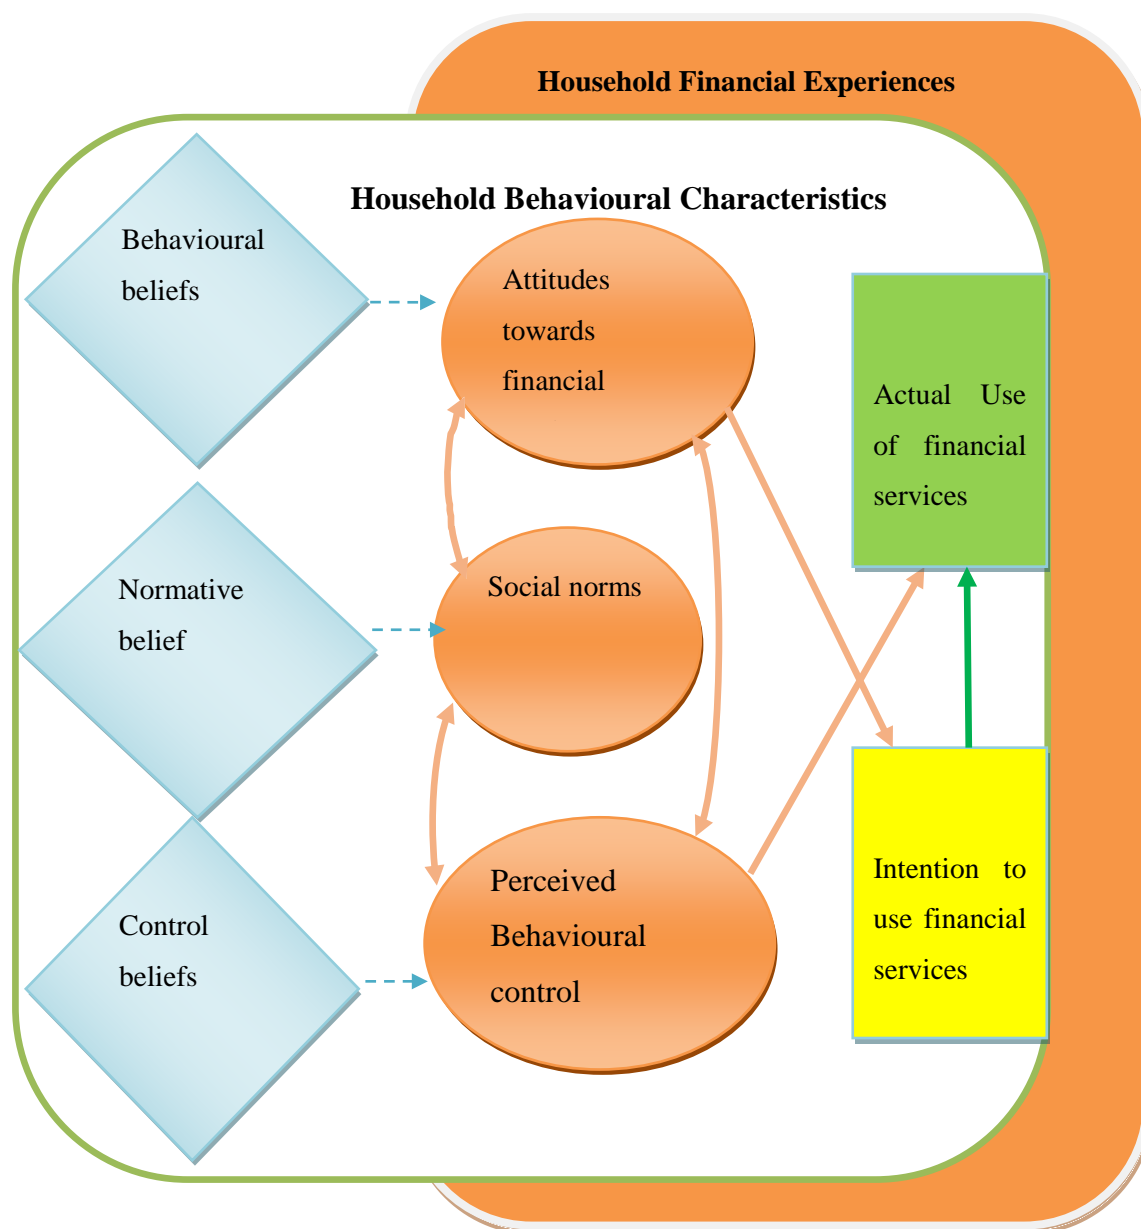 Household Financial Experiences
Household Behavioural Characteristics
Behavioural
beliefs
Attitudes
towards
financial
Actual Use
of financial
services
Normative
belief
Social norms
Perceived
Behavioural
control
Intention to
use financial
services
Control
beliefs